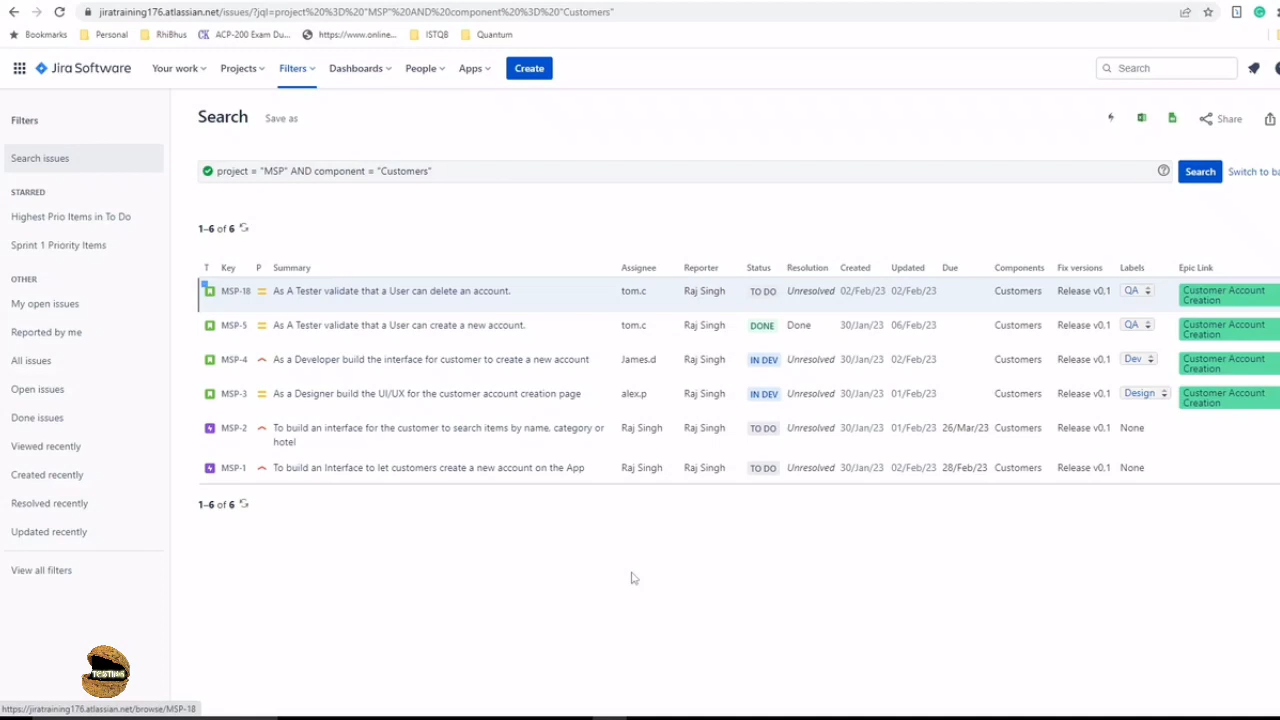 jiratraining176.atlassian.net/issues/?jql=project%20%3D%20"MSP"%20AND%20component%20%3D%20"Customers"
Bookmarks Personal RhiBhus ACP-200 Exam Du... https://www.online... ISTQB Quantum
Jira Software Your work Projects Filters Dashboards People Apps Create Search
Filters
Search Save as Share
Search issues
project = "MSP" AND component = "Customers" Search Switch to ba
STARRED
Highest Prio Items in To Do
Sprint 1 Priority Items
1–6 of 6
OTHER
My open issues
Reported by me
All issues
Open issues
Done issues
Viewed recently
Created recently
Resolved recently
Updated recently
View all filters
T Key P Summary Assignee Reporter Status Resolution Created Updated Due Components Fix versions Labels Epic Link
MSP-18 As A Tester validate that a User can delete an account. tom.c Raj Singh TO DO Unresolved 02/Feb/23 02/Feb/23 Customers Release v0.1 QA Customer Account
Creation
MSP-5 As A Tester validate that a User can create a new account. tom.c Raj Singh DONE Done 30/Jan/23 06/Feb/23 Customers Release v0.1 QA Customer Account
Creation
MSP-4 As a Developer build the interface for customer to create a new account James.d Raj Singh IN DEV Unresolved 30/Jan/23 02/Feb/23 Customers Release v0.1 Dev Customer Account
Creation
MSP-3 As a Designer build the UI/UX for the customer account creation page alex.p Raj Singh IN DEV Unresolved 30/Jan/23 01/Feb/23 Customers Release v0.1 Design Customer Account
Creation
MSP-2 To build an interface for the customer to search items by name, category or Raj Singh Raj Singh TO DO Unresolved 30/Jan/23 01/Feb/23 26/Mar/23 Customers Release v0.1 None
hotel
MSP-1 To build an Interface to let customers create a new account on the App Raj Singh Raj Singh TO DO Unresolved 30/Jan/23 02/Feb/23 28/Feb/23 Customers Release v0.1 None
1–6 of 6
TESTING
https://jiratraining176.atlassian.net/browse/MSP-18